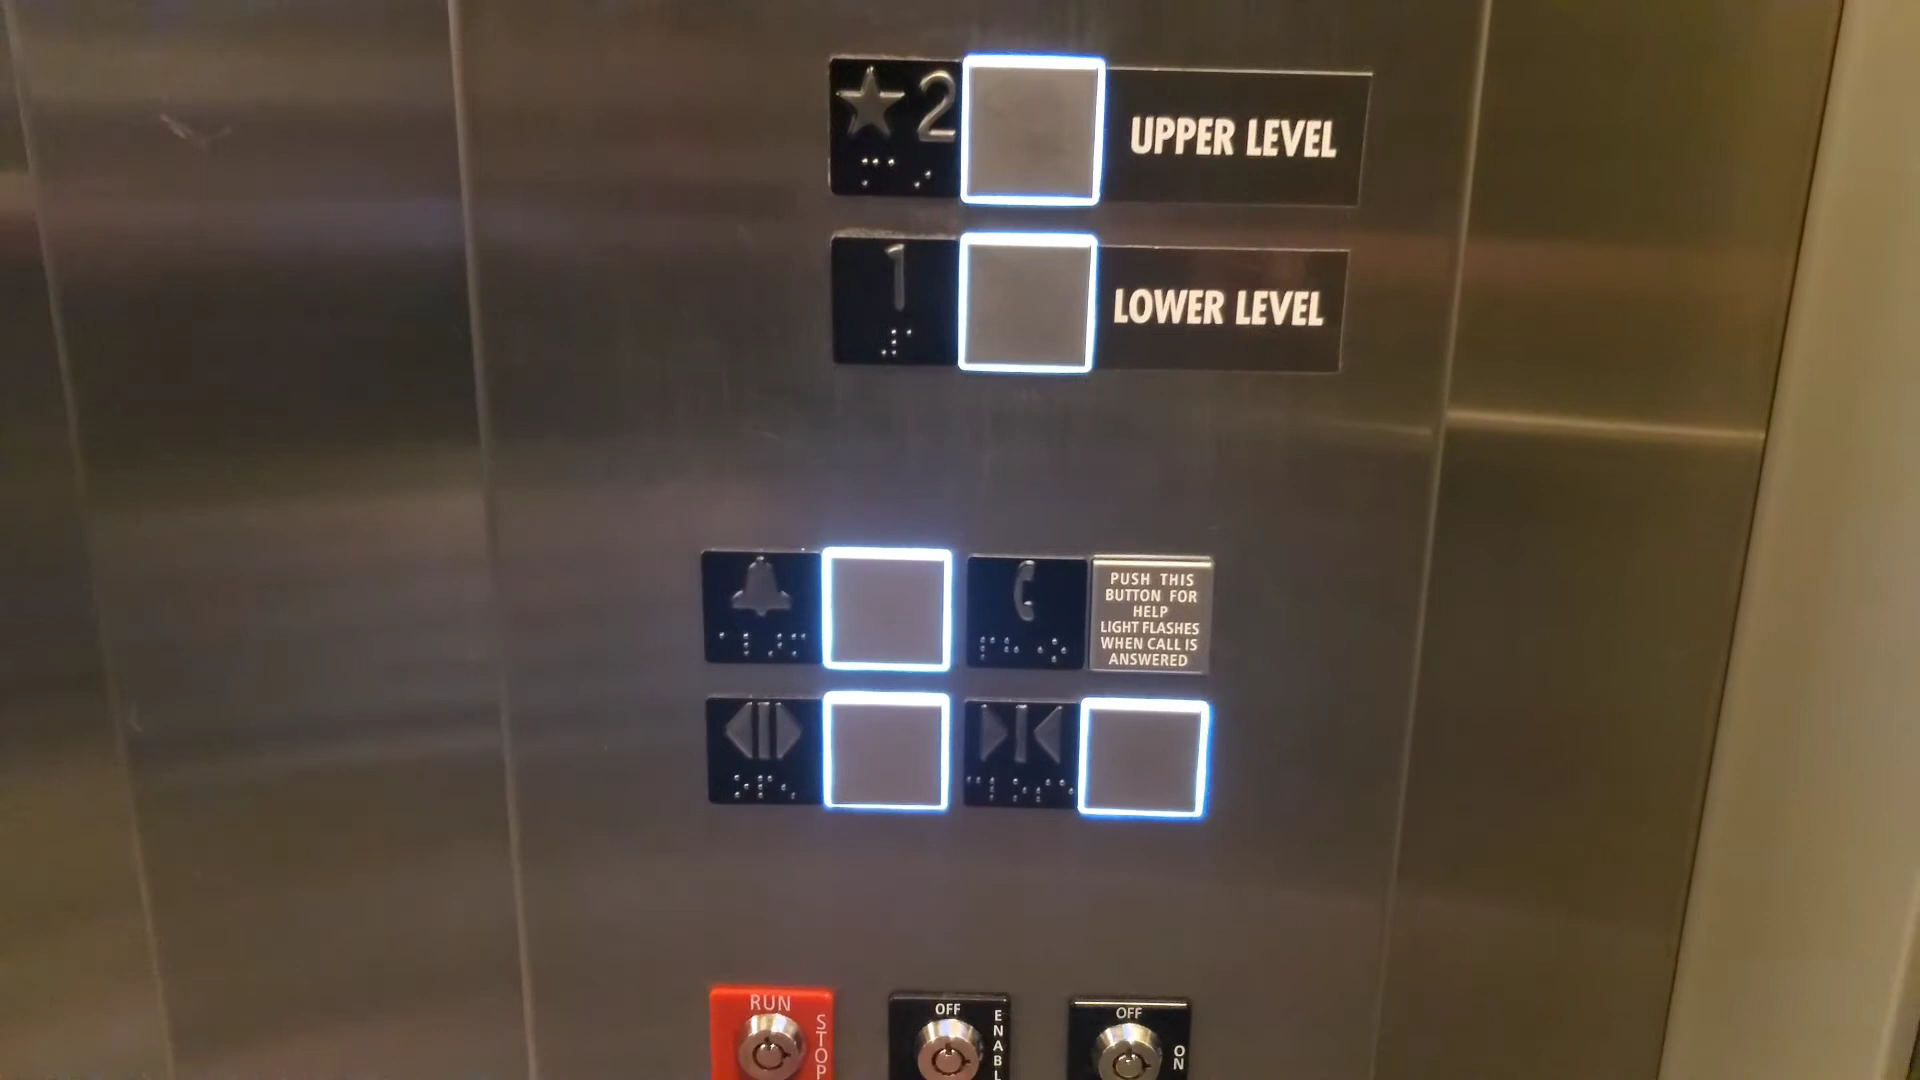 ★2 UPPER LEVEL
1 LOWER LEVEL
PUSH THIS
BUTTON FOR
HELP
LIGHT FLASHES
WHEN CALL IS
ANSWERED
RUN
STOP
OFF
OFF
ON